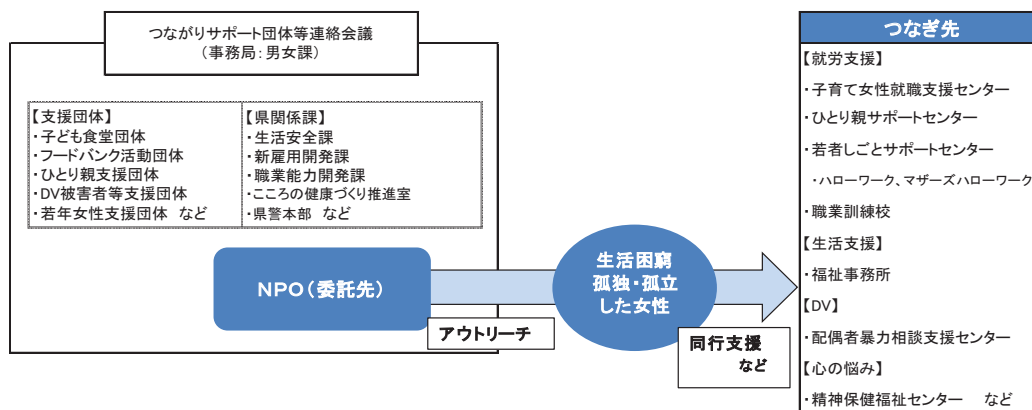 つながりサポート団体等連絡会議
（事務局：男女課）
【支援団体】
・子ども食堂団体
・フードバンク活動団体
・ひとり親支援団体
・DV被害者等支援団体
・若年女性支援団体　など
【県関係課】
・生活安全課
・新雇用開発課
・職業能力開発課
・こころの健康づくり推進室
・県警本部　など
NPO（委託先）
アウトリーチ
生活困窮
孤独・孤立
した女性
同行支援
など
つなぎ先
【就労支援】
・子育て女性就職支援センター
・ひとり親サポートセンター
・若者しごとサポートセンター
・ハローワーク、マザーズハローワーク
・職業訓練校
【生活支援】
・福祉事務所
【DV】
・配偶者暴力相談支援センター
【心の悩み】
・精神保健福祉センター　など